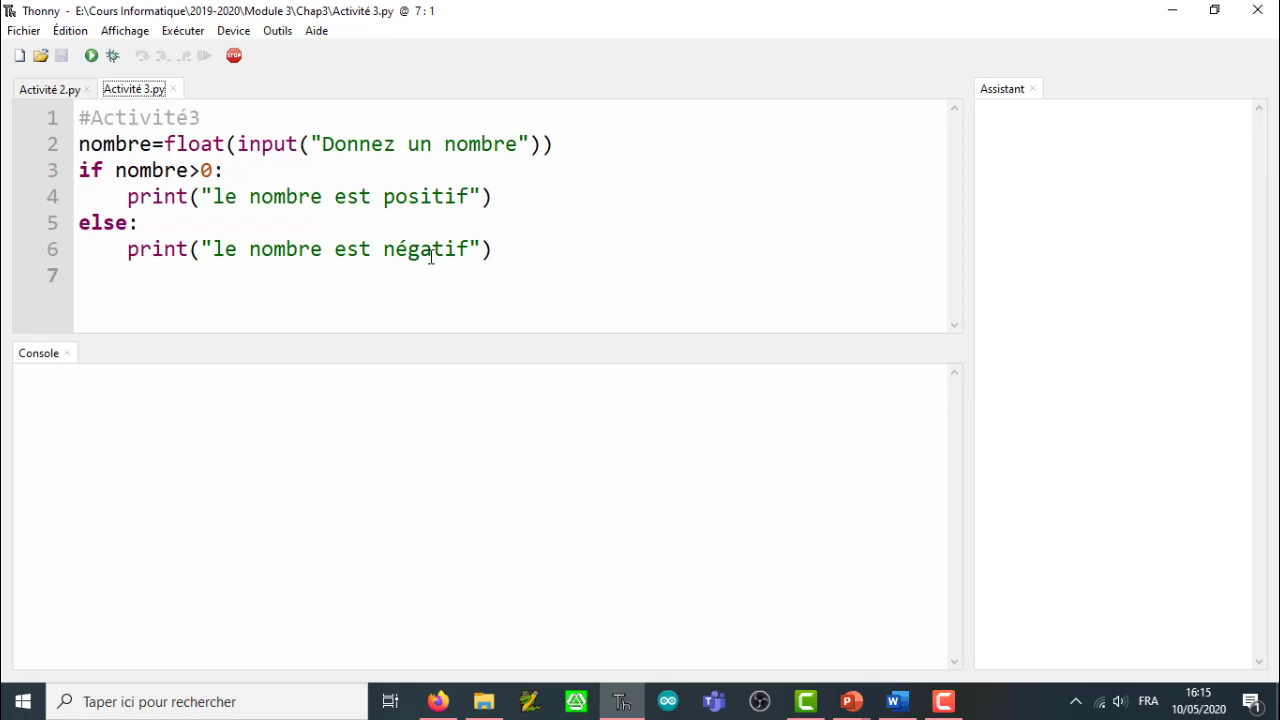 Thonny - E:\Cours Informatique\2019-2020\Module 3\Chap3\Activité 3.py @ 7 : 1
Fichier Édition Affichage Exécuter Device Outils Aide
STOP
Activité 2.py × Activité 3.py ×
Assistant ×
1 #Activité3
2 nombre=float(input("Donnez un nombre"))
3 if nombre>0:
4 print("le nombre est positif")
5 else:
6 print("le nombre est négatif")
7
Console ×
Taper ici pour rechercher
Th
P
W
C
FRA
16:15
10/05/2020
1